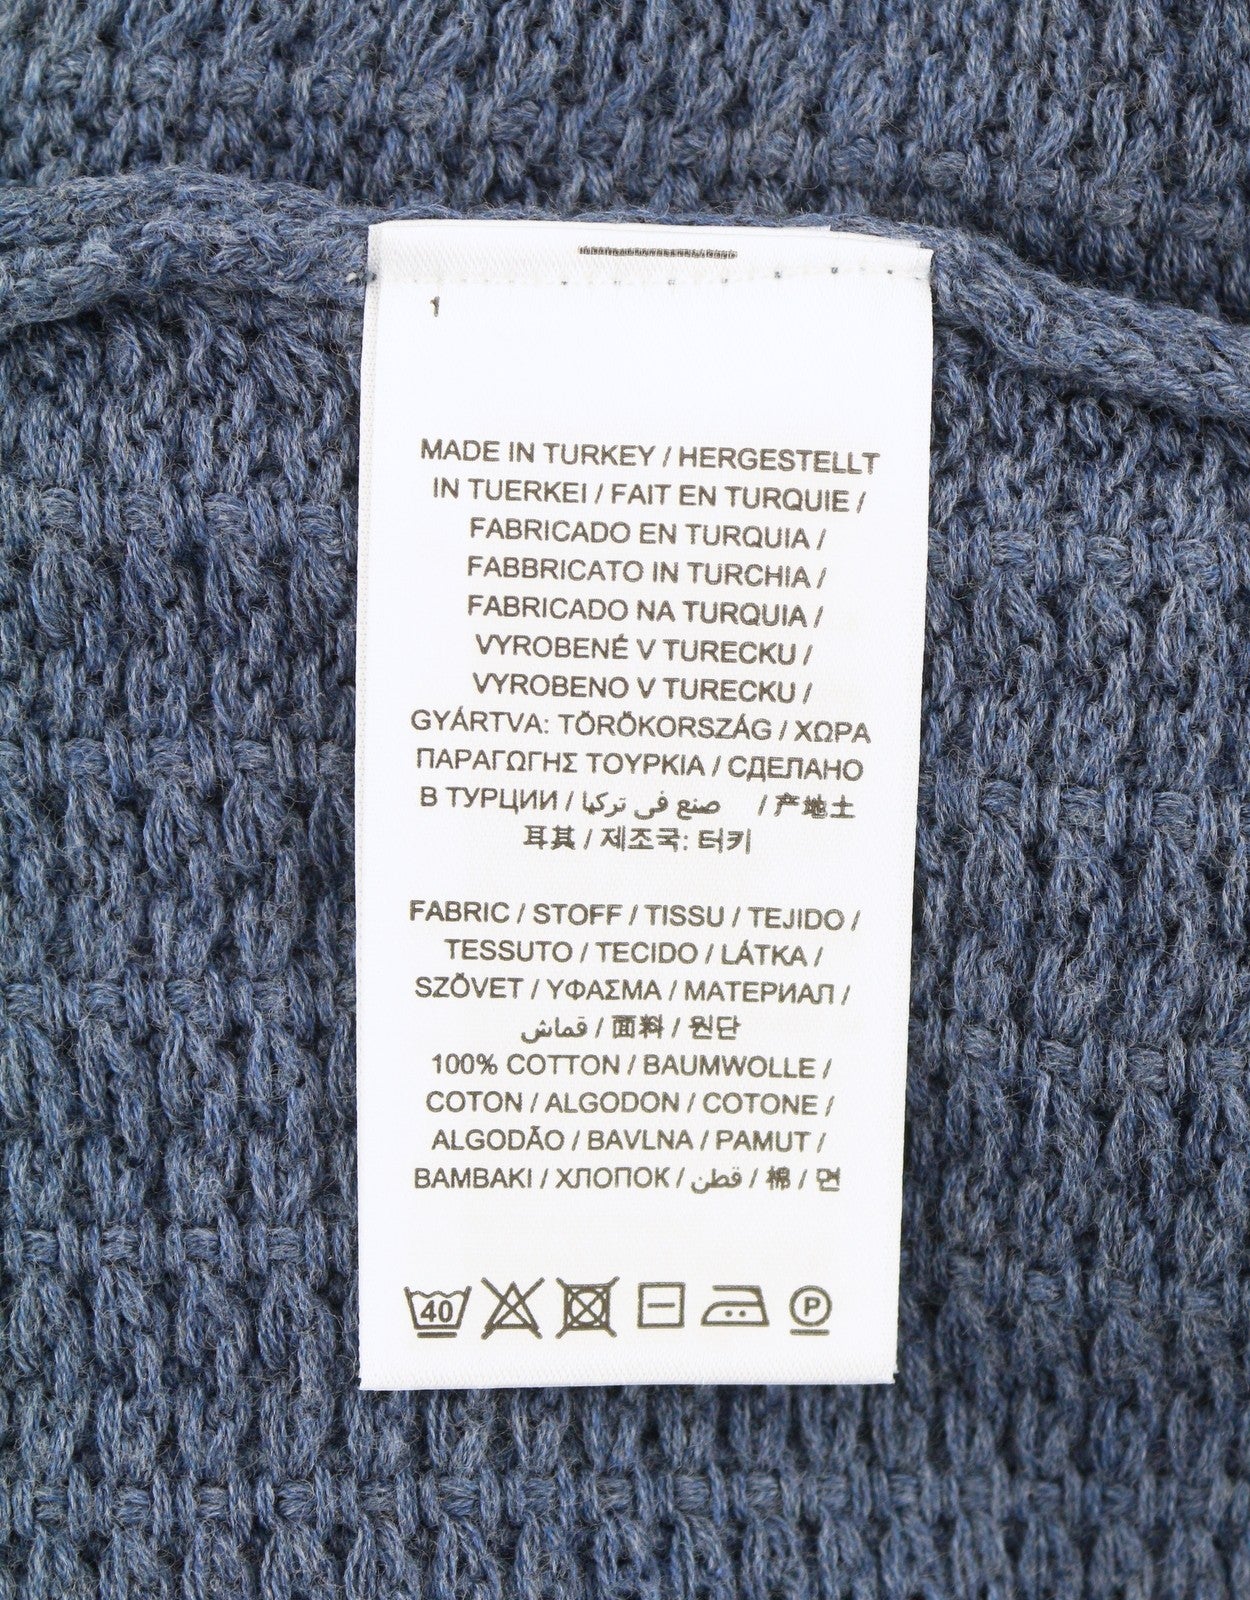 1
MADE IN TURKEY / HERGESTELLT
IN TUERKEI / FAIT EN TURQUIE /
FABRICADO EN TURQUIA /
FABBRICATO IN TURCHIA /
FABRICADO NA TURQUIA /
VYROBENÉ V TURECKU /
VYROBENO V TURECKU /
GYÁRTVA: TÖRÖKORSZÁG / ΧΩΡΑ
ΠΑΡΑΓΩΓΗΣ ΤΟΥΡΚΙΑ / СДЕЛАНО
В ТУРЦИИ / صنع في تركيا / 产地土
耳其 / 제조국: 터키
FABRIC / STOFF / TISSU / TEJIDO /
TESSUTO / TECIDO / LÁTKA /
SZÖVET / ΥΦΑΣΜΑ / МАТЕРИАЛ /
قماش / 面料 / 원단
100% COTTON / BAUMWOLLE /
COTON / ALGODON / COTONE /
ALGODÃO / BAVLNA / PAMUT /
ΒΑΜΒΑΚΙ / ХЛОПОК / قطن / 棉 / 면
40 P